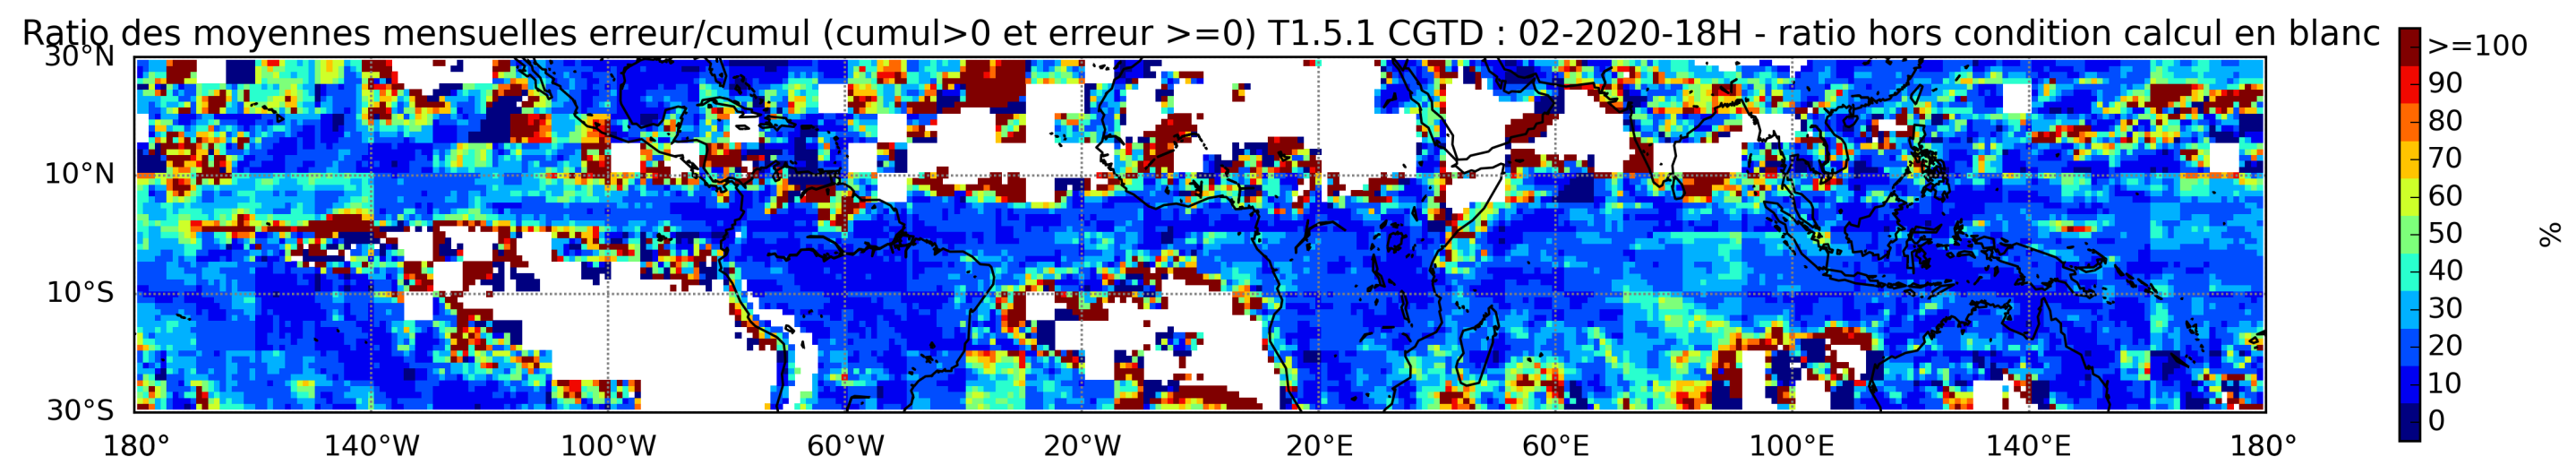 Ratio des moyennes mensuelles erreur/cumul (cumul>0 et erreur >=0) T1.5.1 CGTD : 02-2020-18H - ratio hors condition calcul en blanc
30°N
10°N
10°S
30°S
180°
140°W
100°W
60°W
20°W
20°E
60°E
100°E
140°E
180°
>=100
90
80
70
60
50
40
30
20
10
0
%